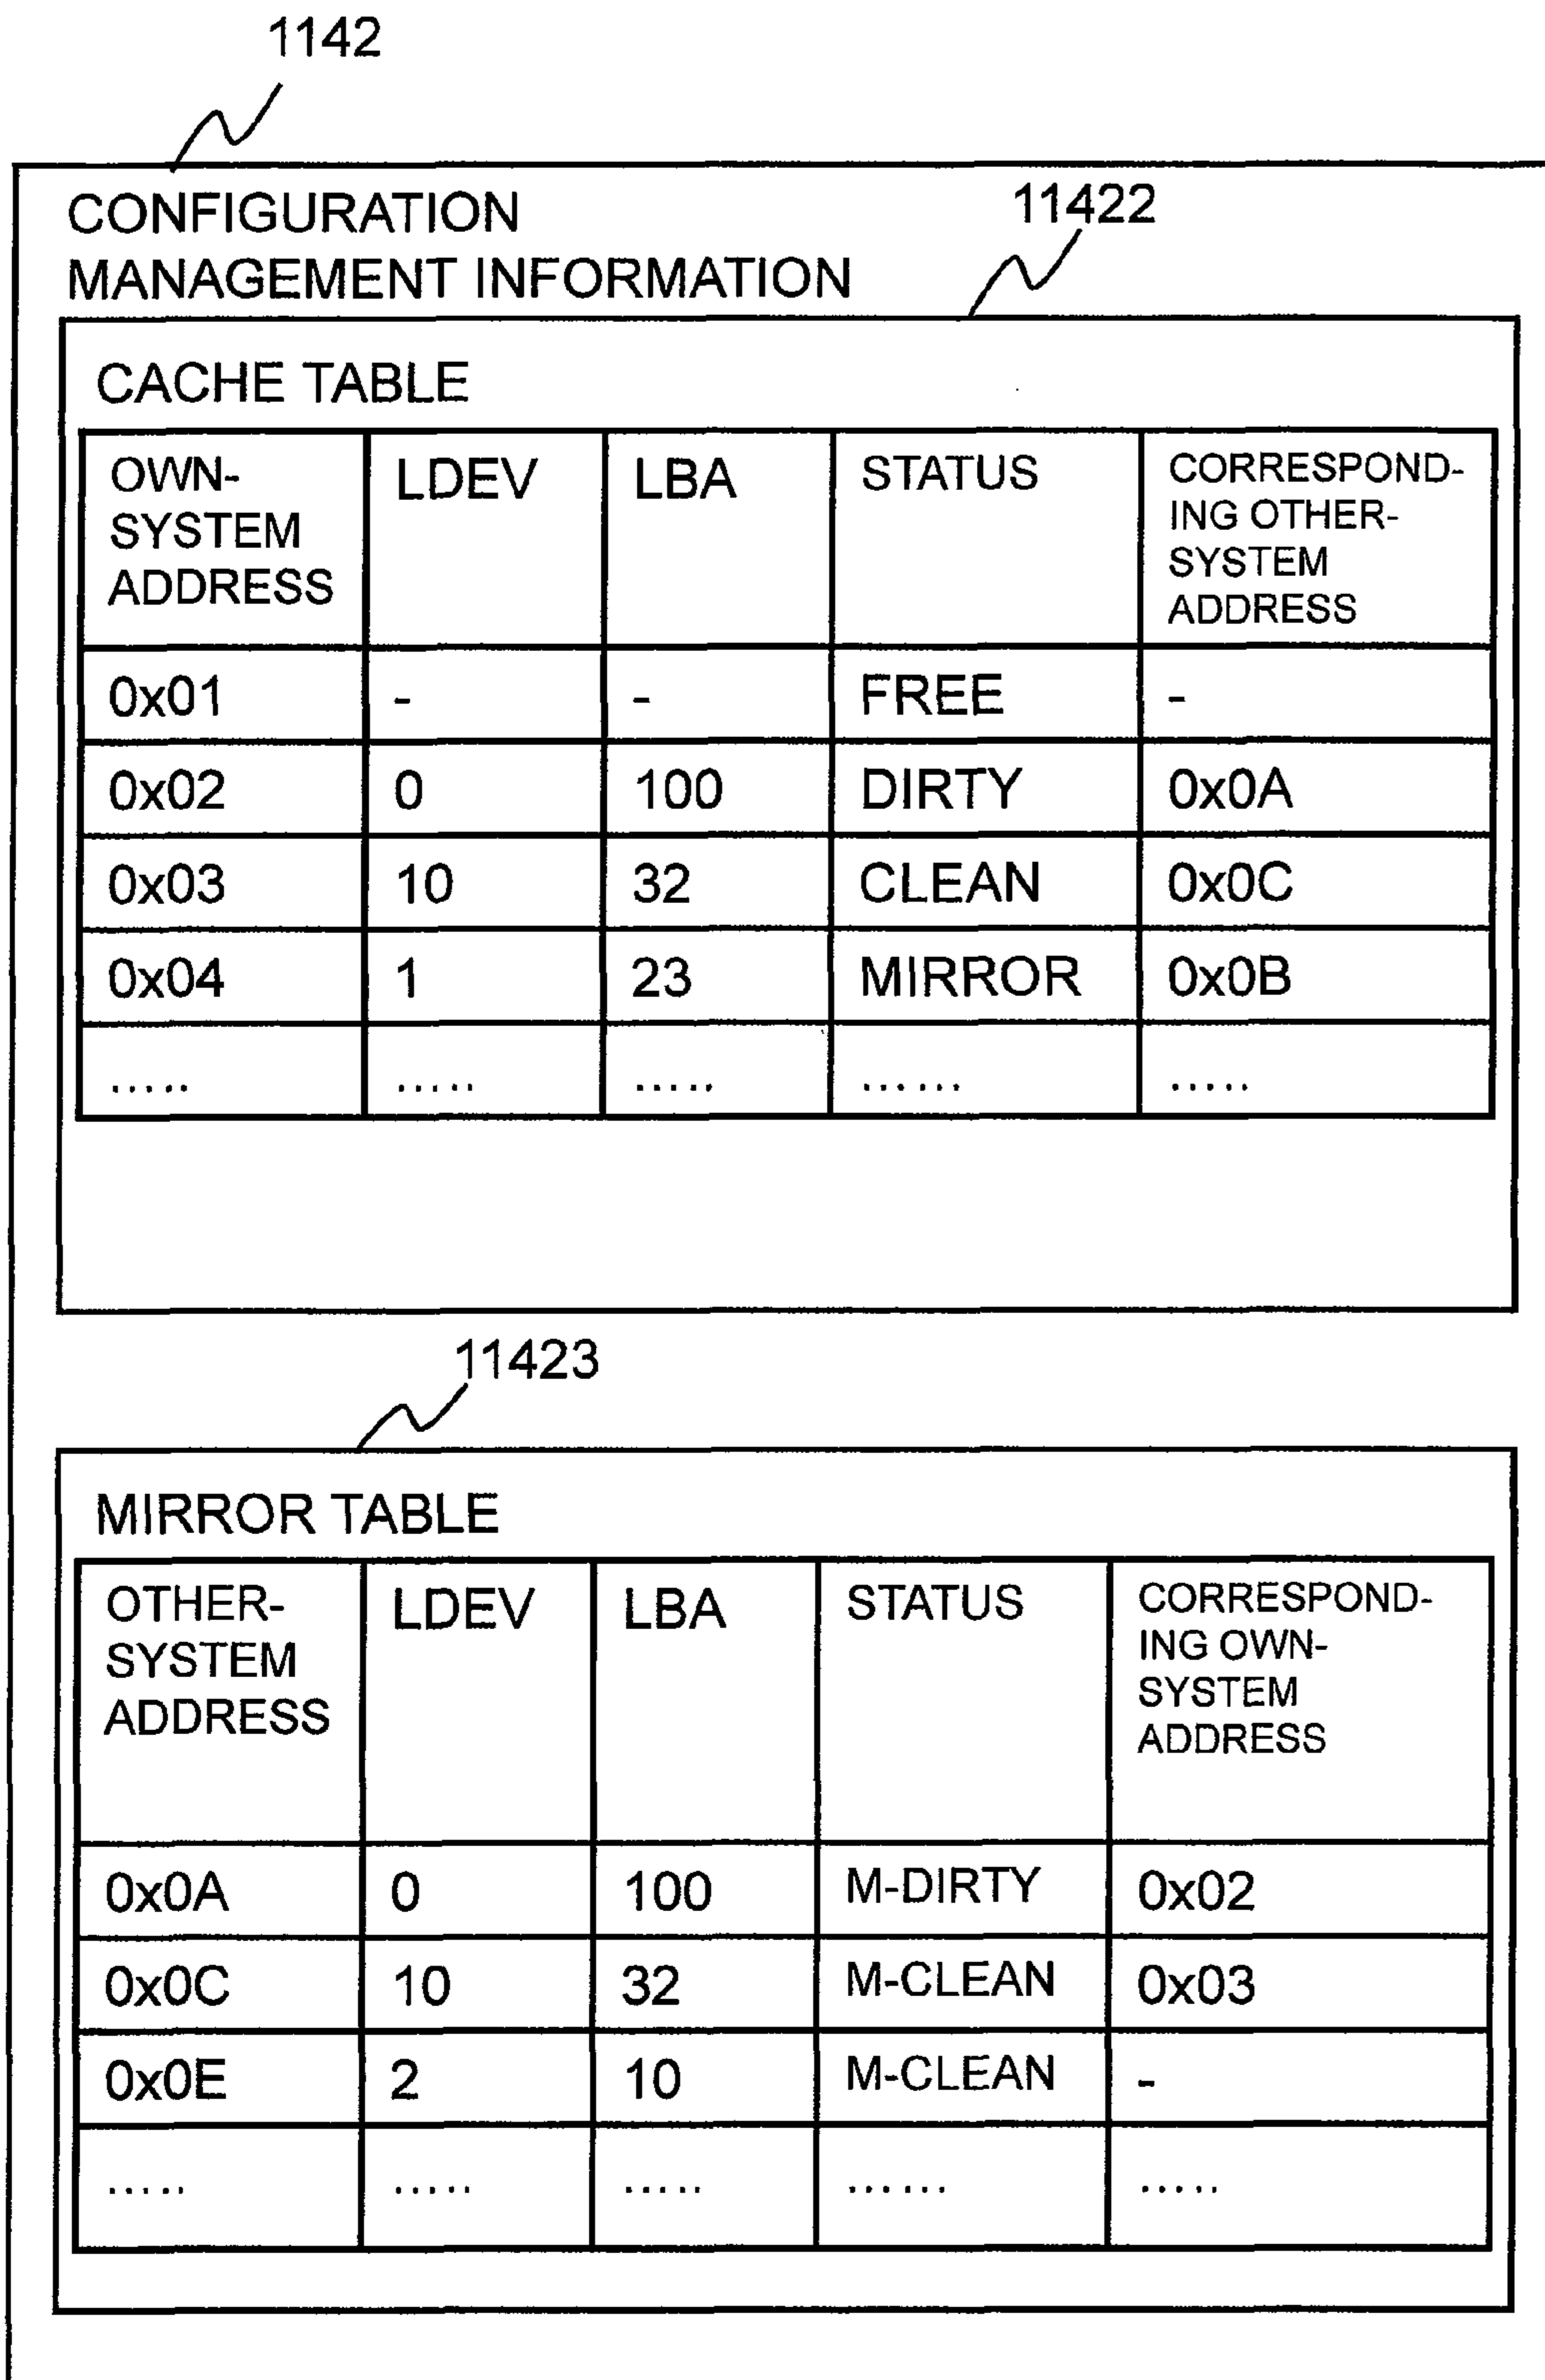 1142
CONFIGURATION
MANAGEMENT INFORMATION
11422
CACHE TABLE
OWN-SYSTEM ADDRESS LDEV LBA STATUS CORRESPOND-ING OTHER-SYSTEM ADDRESS
0x01 - - FREE -
0x02 0 100 DIRTY 0x0A
0x03 10 32 CLEAN 0x0C
0x04 1 23 MIRROR 0x0B
..... ..... ..... ...... .....
11423
MIRROR TABLE
OTHER-SYSTEM ADDRESS LDEV LBA STATUS CORRESPOND-ING OWN-SYSTEM ADDRESS
0x0A 0 100 M-DIRTY 0x02
0x0C 10 32 M-CLEAN 0x03
0x0E 2 10 M-CLEAN -
..... ..... ..... ...... .....